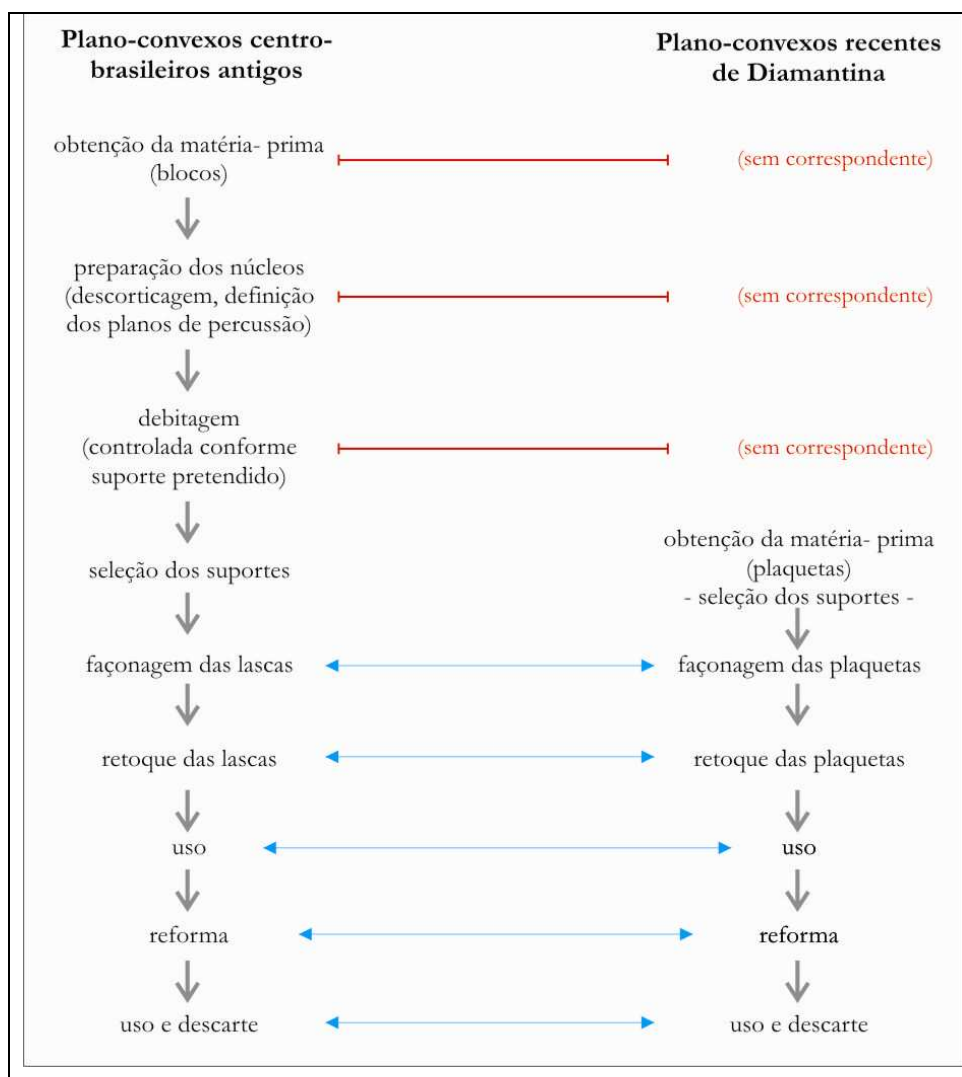 Plano-convexos centro-
brasileiros antigos
Plano-convexos recentes
de Diamantina
obtenção da matéria- prima
(blocos)
(sem correspondente)
preparação dos núcleos
(descorticagem, definição
dos planos de percussão)
(sem correspondente)
debitagem
(controlada conforme
suporte pretendido)
(sem correspondente)
seleção dos suportes
obtenção da matéria- prima
(plaquetas)
- seleção dos suportes -
façonagem das lascas
façonagem das plaquetas
retoque das lascas
retoque das plaquetas
uso
uso
reforma
reforma
uso e descarte
uso e descarte